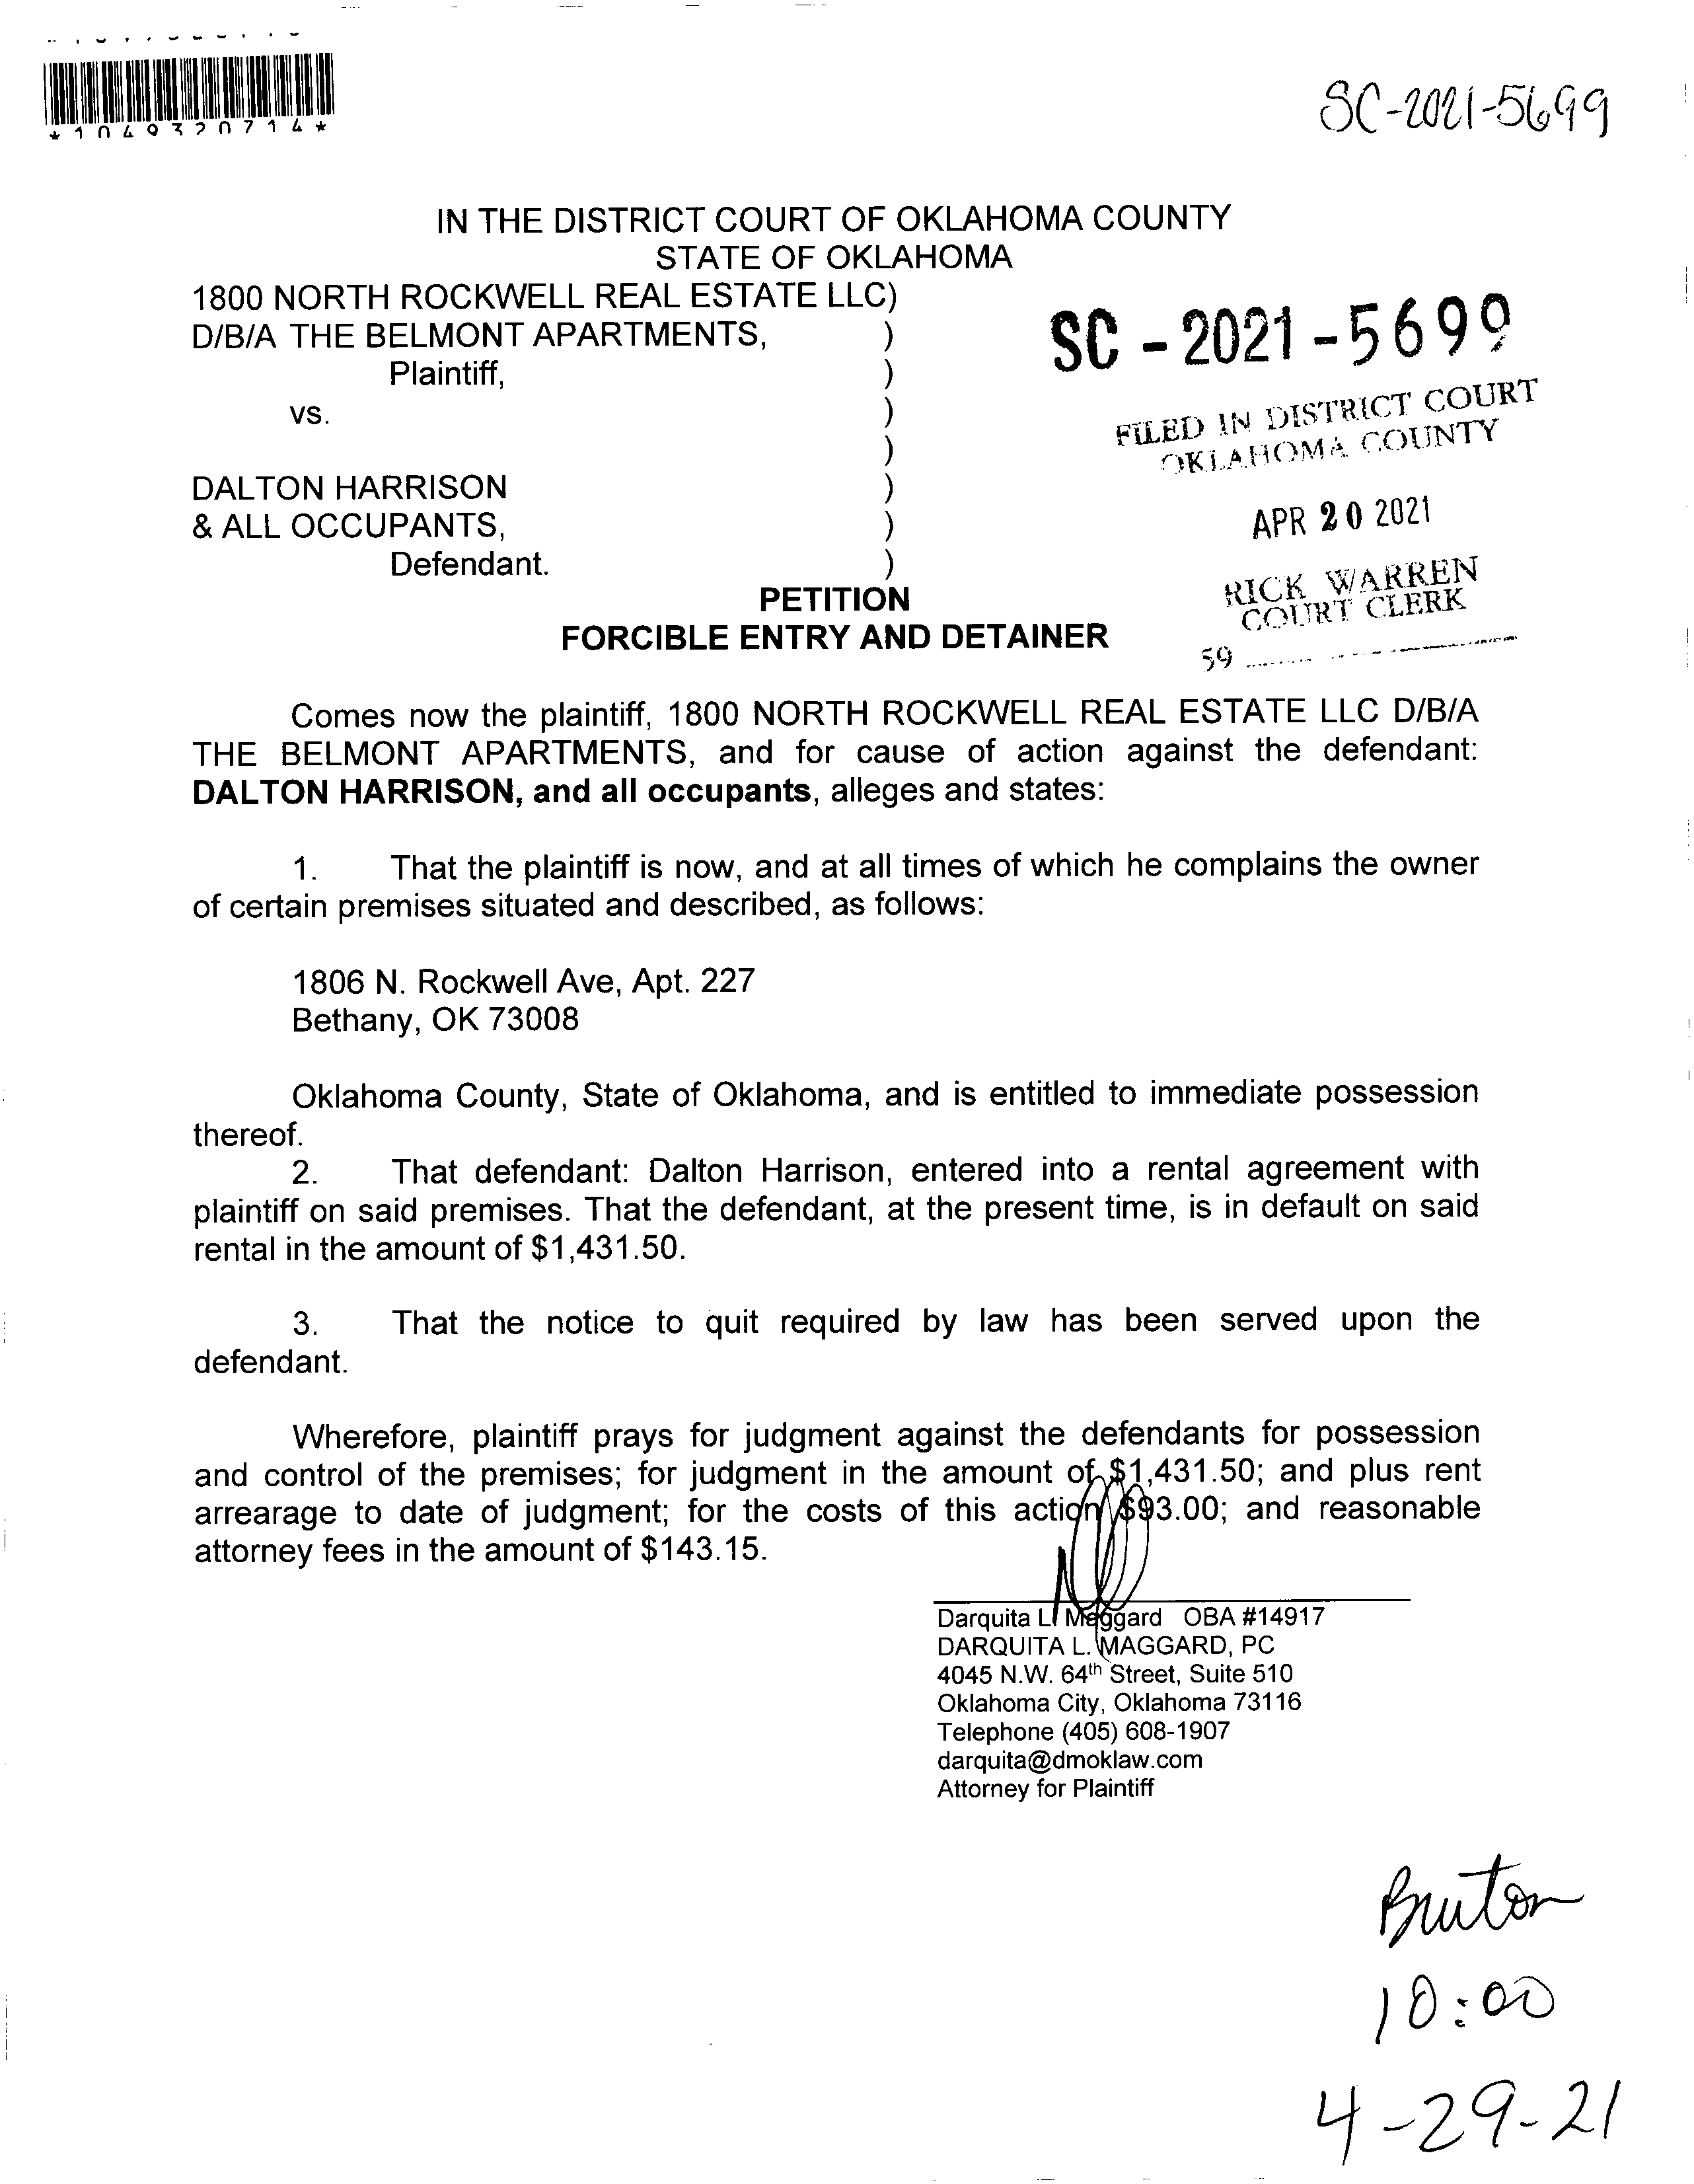 *1049320714*
SC-2021-5699
IN THE DISTRICT COURT OF OKLAHOMA COUNTY
STATE OF OKLAHOMA
1800 NORTH ROCKWELL REAL ESTATE LLC)
D/B/A THE BELMONT APARTMENTS, )
Plaintiff, )
vs. )
)
DALTON HARRISON )
& ALL OCCUPANTS, )
Defendant. )
SC - 2021 - 5699
FILED IN DISTRICT COURT
OKLAHOMA COUNTY
APR 20 2021
RICK WARREN
COURT CLERK
59
PETITION
FORCIBLE ENTRY AND DETAINER
Comes now the plaintiff, 1800 NORTH ROCKWELL REAL ESTATE LLC D/B/A
THE BELMONT APARTMENTS, and for cause of action against the defendant:
DALTON HARRISON, and all occupants, alleges and states:
1. That the plaintiff is now, and at all times of which he complains the owner
of certain premises situated and described, as follows:
1806 N. Rockwell Ave, Apt. 227
Bethany, OK 73008
Oklahoma County, State of Oklahoma, and is entitled to immediate possession
thereof.
2. That defendant: Dalton Harrison, entered into a rental agreement with
plaintiff on said premises. That the defendant, at the present time, is in default on said
rental in the amount of $1,431.50.
3. That the notice to quit required by law has been served upon the
defendant.
Wherefore, plaintiff prays for judgment against the defendants for possession
and control of the premises; for judgment in the amount of $1,431.50; and plus rent
arrearage to date of judgment; for the costs of this action $93.00; and reasonable
attorney fees in the amount of $143.15.
Darquita L. Maggard OBA #14917
DARQUITA L. MAGGARD, PC
4045 N.W. 64th Street, Suite 510
Oklahoma City, Oklahoma 73116
Telephone (405) 608-1907
darquita@dmoklaw.com
Attorney for Plaintiff
Bruton
10:00
4-29-21